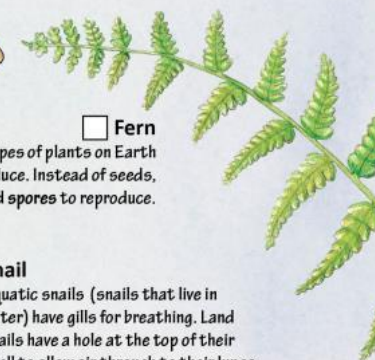 Fern
pes of plants on Earth
uce. Instead of seeds,
d spores to reproduce.
nail
uatic snails (snails that live in
ter) have gills for breathing. Land
ails have a hole at the top of their